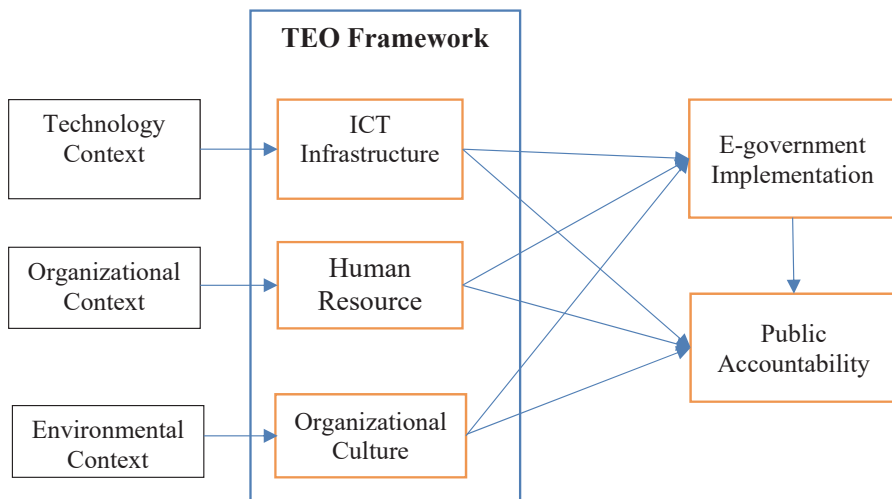 TEO Framework
Technology
Context
ICT
Infrastructure
E-government
Implementation
Organizational
Context
Human
Resource
Public
Accountability
Environmental
Context
Organizational
Culture